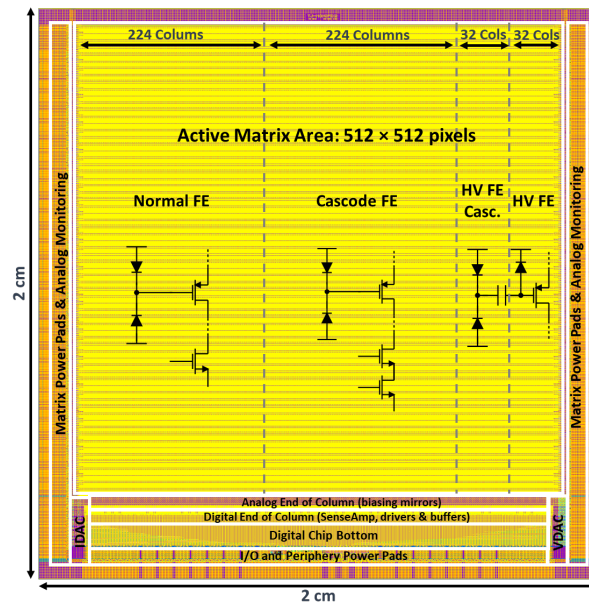 224 Colums
224 Columns
32 Cols
32 Cols
Active Matrix Area: 512 × 512 pixels
Normal FE
Cascode FE
HV FE
Casc.
HV FE
Matrix Power Pads & Analog Monitoring
Matrix Power Pads & Analog Monitoring
2 cm
Analog End of Column (biasing mirrors)
Digital End of Column (SenseAmp, drivers & buffers)
Digital Chip Bottom
I/O and Periphery Power Pads
IDAC
VDAC
2 cm